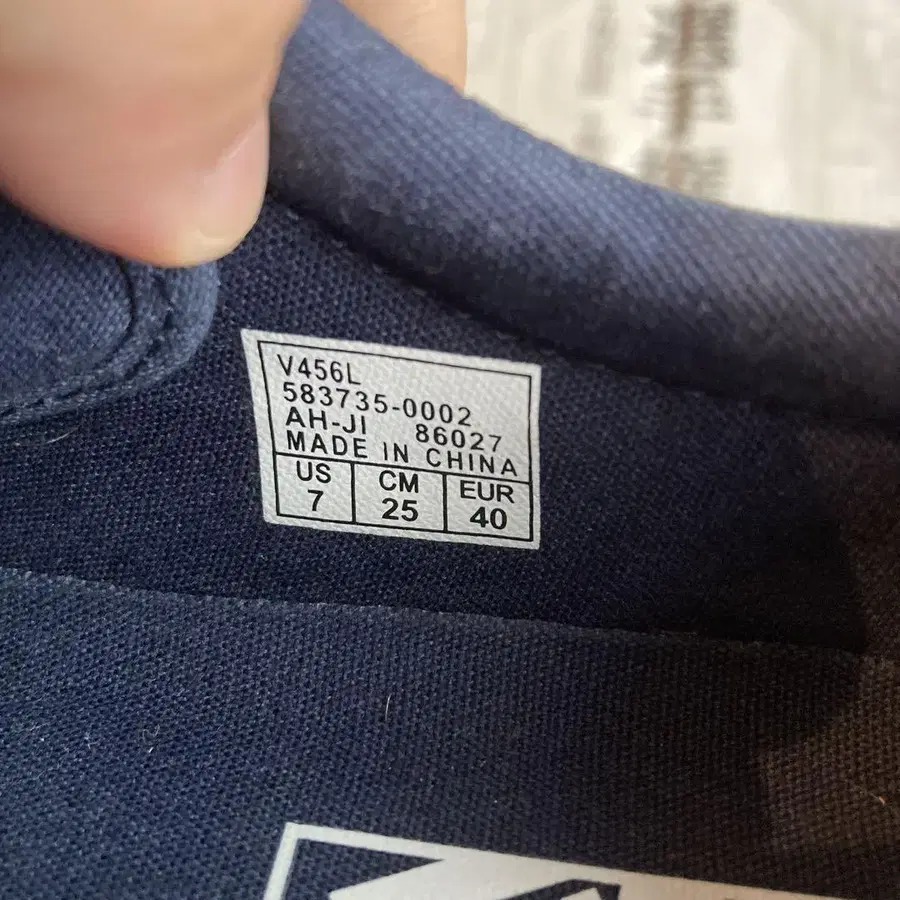 V456L
583735-0002
AH-JI 86027
MADE IN CHINA
US CM EUR
7 25 40